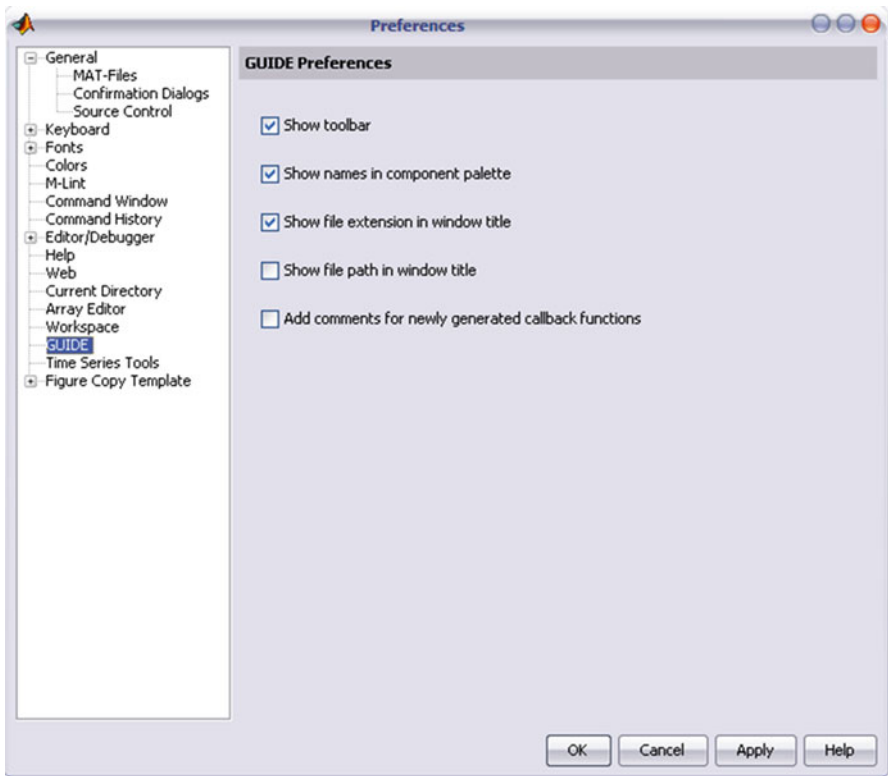 Preferences
General
MAT-Files
Confirmation Dialogs
Source Control
Keyboard
Fonts
Colors
M-Lint
Command Window
Command History
Editor/Debugger
Help
Web
Current Directory
Array Editor
Workspace
GUIDE
Time Series Tools
Figure Copy Template
GUIDE Preferences
Show toolbar
Show names in component palette
Show file extension in window title
Show file path in window title
Add comments for newly generated callback functions
OK Cancel Apply Help